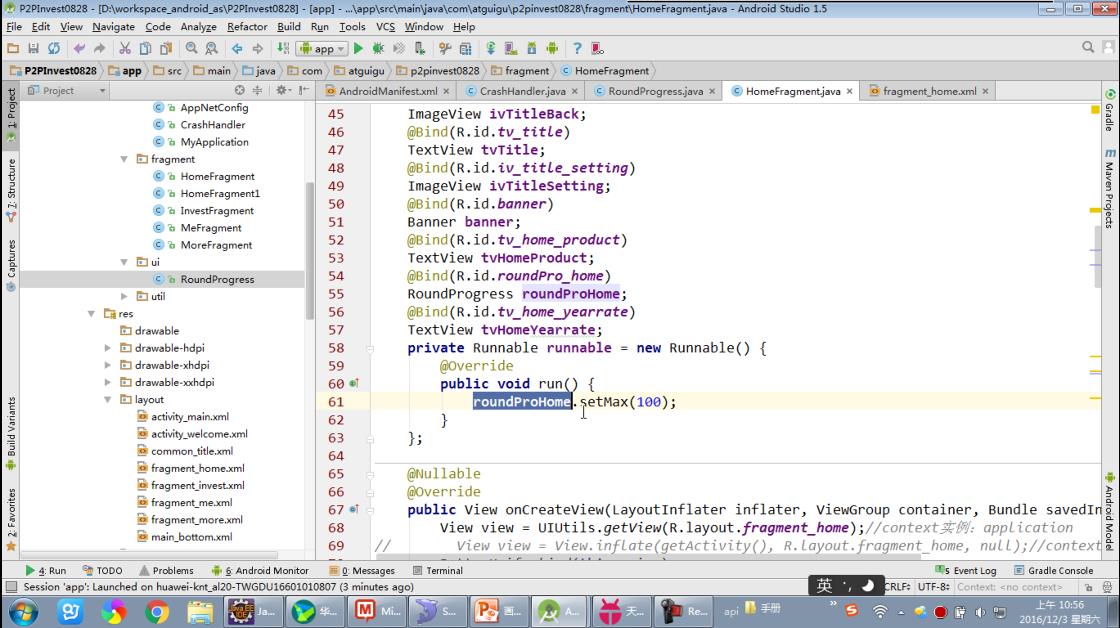 P2PInvest0828 - [D:\workspace_android_as\P2PInvest0828] - [app] - ...\app\src\main\java\com\atguigu\p2pinvest0828\fragment\HomeFragment.java - Android Studio 1.5
File Edit View Navigate Code Analyze Refactor Build Run Tools VCS Window Help
app
P2PInvest0828 app src main java com atguigu p2pinvest0828 fragment HomeFragment
Project
AndroidManifest.xml CrashHandler.java RoundProgress.java HomeFragment.java fragment_home.xml
1: Project
7: Structure
Captures
Build Variants
2: Favorites
AppNetConfig
CrashHandler
MyApplication
fragment
HomeFragment
HomeFragment1
InvestFragment
MeFragment
MoreFragment
ui
RoundProgress
util
res
drawable
drawable-hdpi
drawable-xhdpi
drawable-xxhdpi
layout
activity_main.xml
activity_welcome.xml
common_title.xml
fragment_home.xml
fragment_invest.xml
fragment_me.xml
fragment_more.xml
main_bottom.xml
45 ImageView ivTitleBack;
46 @Bind(R.id.tv_title)
47 TextView tvTitle;
48 @Bind(R.id.iv_title_setting)
49 ImageView ivTitleSetting;
50 @Bind(R.id.banner)
51 Banner banner;
52 @Bind(R.id.tv_home_product)
53 TextView tvHomeProduct;
54 @Bind(R.id.roundPro_home)
55 RoundProgress roundProHome;
56 @Bind(R.id.tv_home_yearrate)
57 TextView tvHomeYearrate;
58 private Runnable runnable = new Runnable() {
59 @Override
60 public void run() {
61 roundProHome.setMax(100);
62 }
63 };
64
65 @Nullable
66 @Override
67 public View onCreateView(LayoutInflater inflater, ViewGroup container, Bundle savedIn
68 View view = UIUtils.getView(R.layout.fragment_home);//context实例：application
69 // View view = View.inflate(getActivity(), R.layout.fragment_home, null);//context
Gradle
Maven Projects
Android Model
4: Run TODO Problems 6: Android Monitor 0: Messages Terminal 5 Event Log Gradle Console
Session 'app': Launched on huawei-knt_al20-TWGDU16601010807 (3 minutes ago)
英
CRLF÷ UTF-8÷ Context: <no context>
Ja... 华... Mi... S... 画... A... 天... Re... api 手册
上午 10:56
2016/12/3 星期六